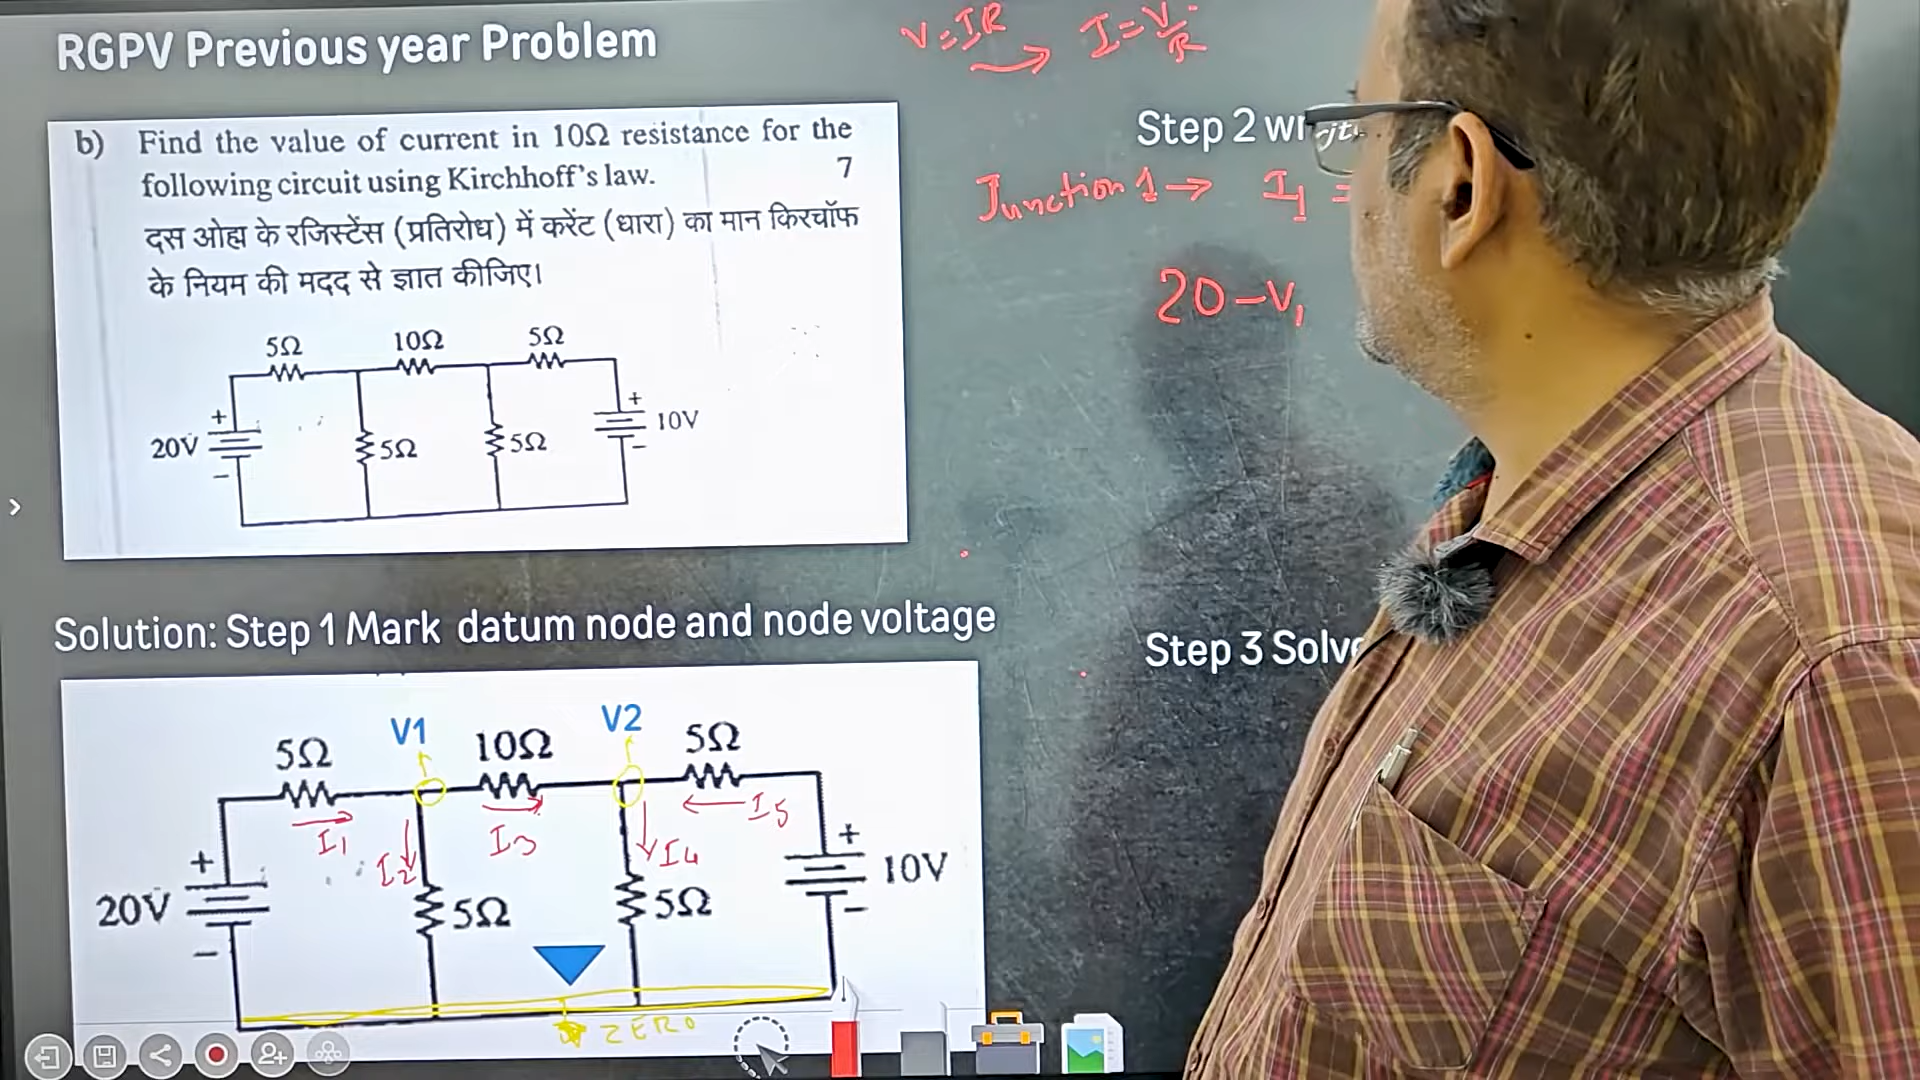 RGPV Previous year Problem
V=IR → I=V/R
b) Find the value of current in 10Ω resistance for the
following circuit using Kirchhoff's law. 7
दस ओह्म के रजिस्टेंस (प्रतिरोध) में करेंट (धारा) का मान किरचॉफ
के नियम की मदद से ज्ञात कीजिए।
5Ω 10Ω 5Ω
+ +
20V 5Ω 5Ω 10V
- -
Step 2
Junction 1→ I1 =
20-V1
Solution: Step 1 Mark datum node and node voltage
Step 3
V1 V2
5Ω 10Ω 5Ω
I1 I2 I3 I4 I5
+ +
20V 5Ω 5Ω 10V
- -
ZERO